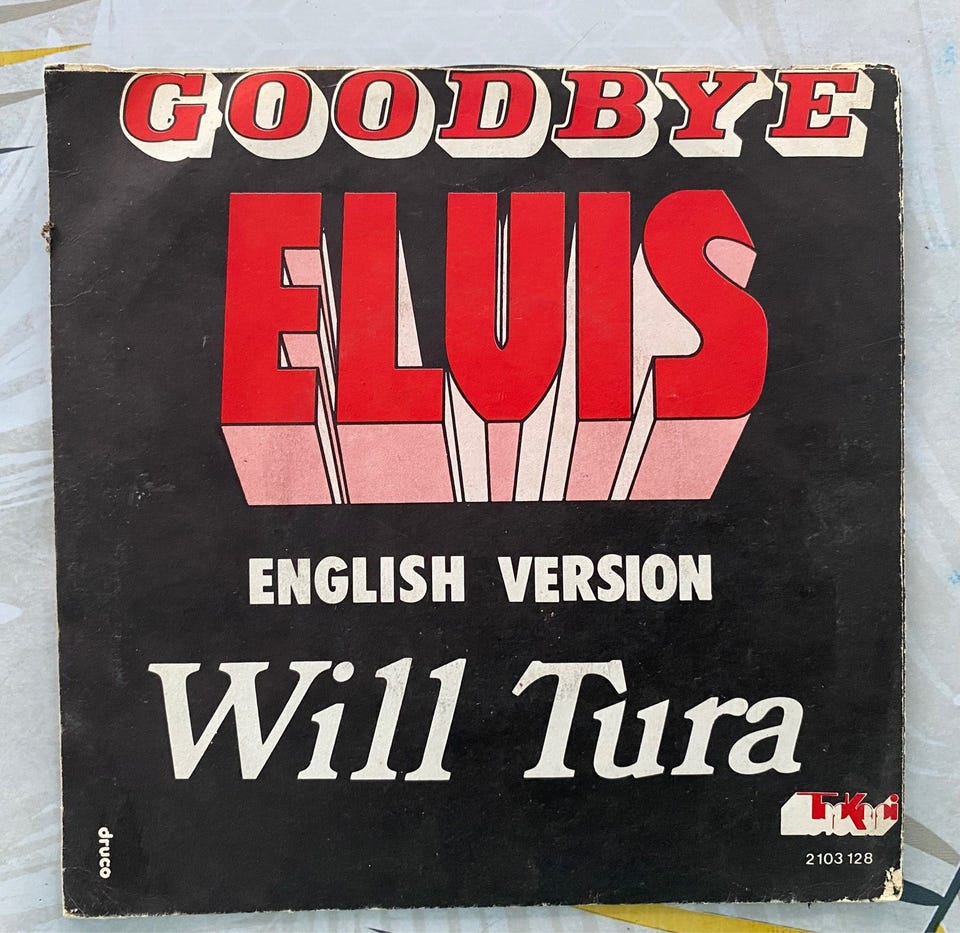 GOODBYE
ELVIS
ENGLISH VERSION
Will Tura
druco
2103 128